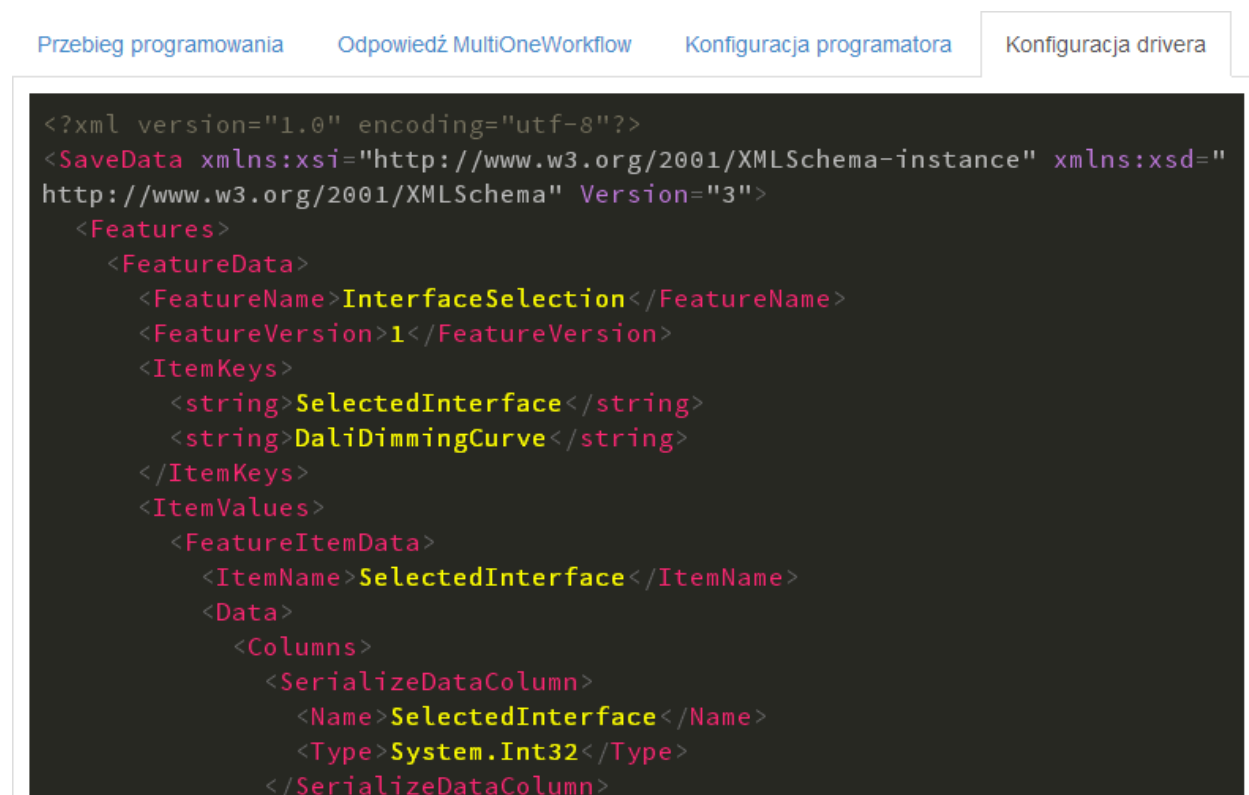 Przebieg programowania Odpowiedź MultiOneWorkflow Konfiguracja programatora Konfiguracja drivera
<?xml version="1.0" encoding="utf-8"?>
<SaveData xmlns:xsi="http://www.w3.org/2001/XMLSchema-instance" xmlns:xsd="
http://www.w3.org/2001/XMLSchema" Version="3">
  <Features>
    <FeatureData>
      <FeatureName>InterfaceSelection</FeatureName>
      <FeatureVersion>1</FeatureVersion>
      <ItemKeys>
        <string>SelectedInterface</string>
        <string>DaliDimmingCurve</string>
      </ItemKeys>
      <ItemValues>
        <FeatureItemData>
          <ItemName>SelectedInterface</ItemName>
          <Data>
            <Columns>
              <SerializeDataColumn>
                <Name>SelectedInterface</Name>
                <Type>System.Int32</Type>
              </SerializeDataColumn>